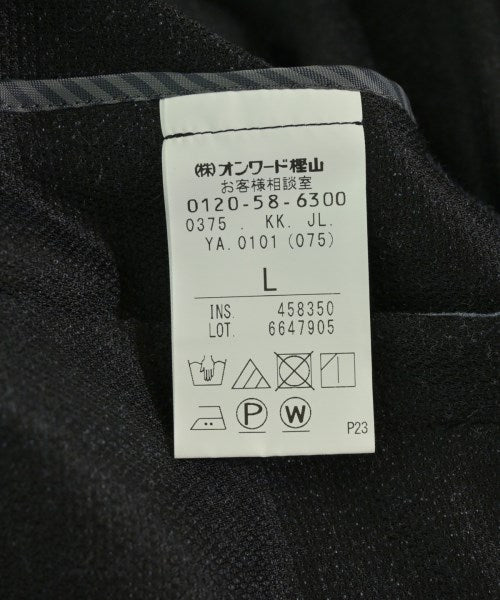 (株)オンワード樫山
お客様相談室
0120-58-6300
0375 . KK. JL.
YA. 0101 (075)
L
INS. 458350
LOT. 6647905
P W
P23